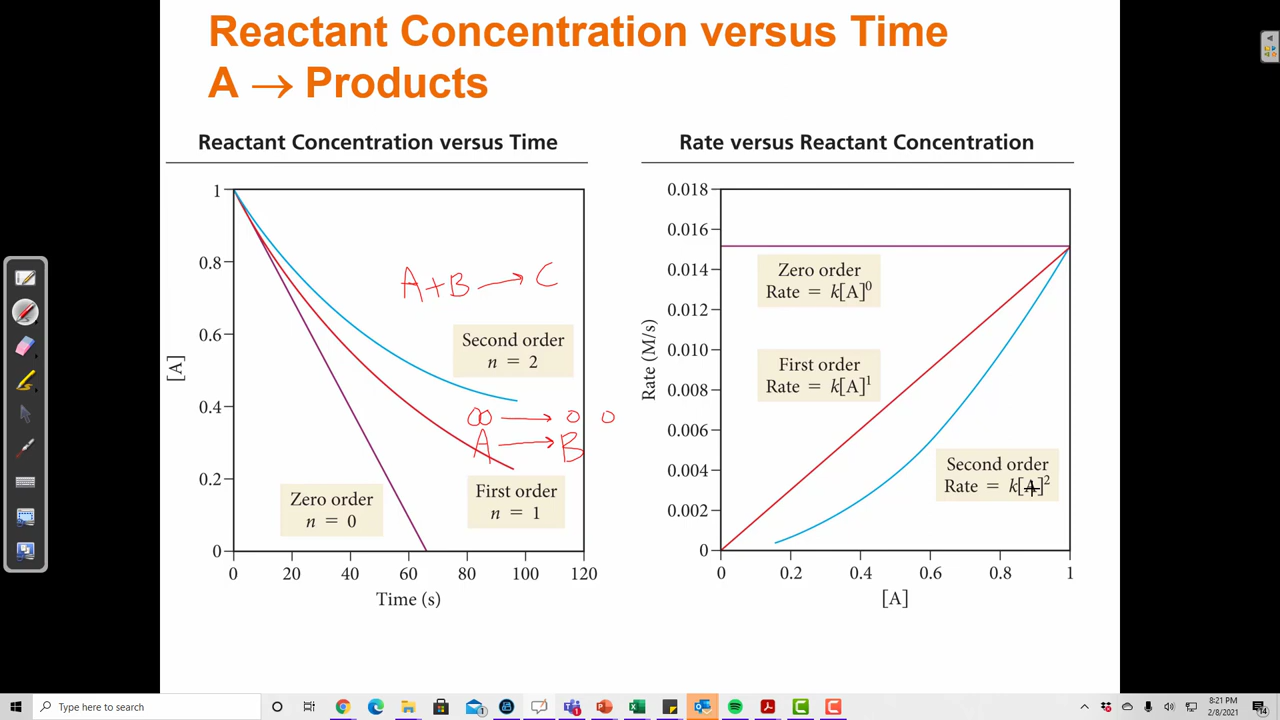 Reactant Concentration versus Time
A → Products
Reactant Concentration versus Time
1
0.8
0.6
0.4
0.2
0
[A]
A+B → C
Second order
n = 2
∞ → o o
A → B
First order
n = 1
Zero order
n = 0
0 20 40 60 80 100 120
Time (s)
Rate versus Reactant Concentration
0.018
0.016
0.014
0.012
0.010
0.008
0.006
0.004
0.002
0
Rate (M/s)
Zero order
Rate = k[A]⁰
First order
Rate = k[A]¹
Second order
Rate = k[A]²
0 0.2 0.4 0.6 0.8 1
[A]
Type here to search
8:21 PM
2/8/2021